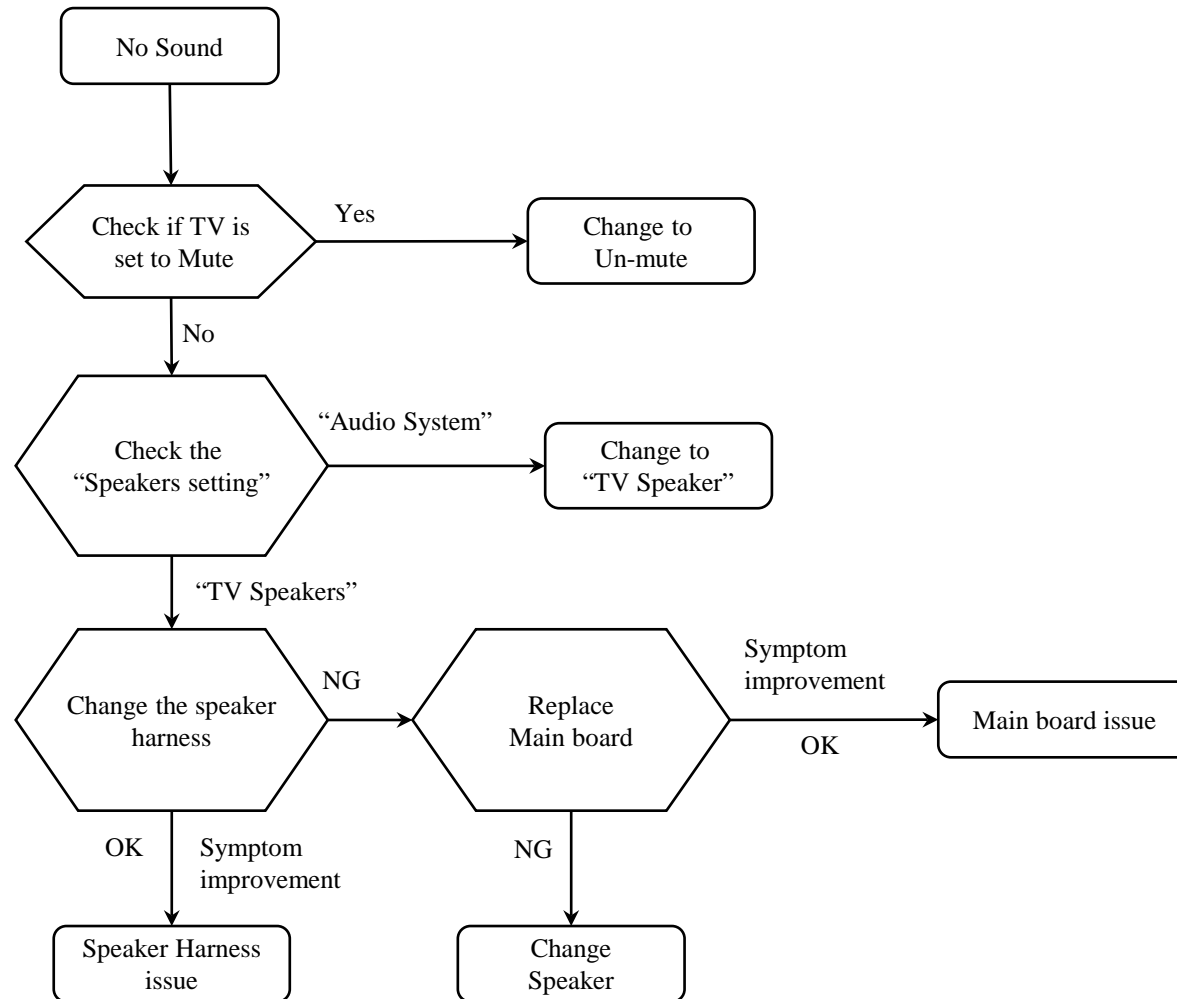 No Sound
Check if TV is
set to Mute
Yes
Change to
Un-mute
No
Check the
“Speakers setting”
“Audio System”
Change to
“TV Speaker”
“TV Speakers”
Change the speaker
harness
NG
Replace
Main board
Symptom
improvement
OK
Main board issue
OK
Symptom
improvement
NG
Speaker Harness
issue
Change
Speaker